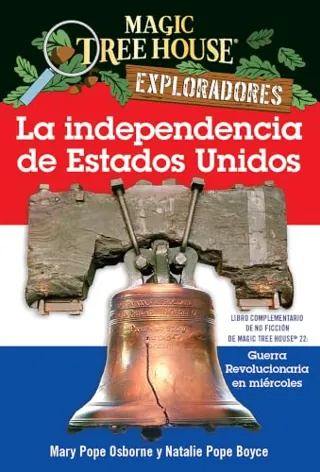 MAGIC
TREE HOUSE®
EXPLORADORES
La independencia
de Estados Unidos
LIBRO COMPLEMENTARIO
DE NO FICCIÓN
DE MAGIC TREE HOUSE® 22:
Guerra
Revolucionaria
en miércoles
Mary Pope Osborne y Natalie Pope Boyce